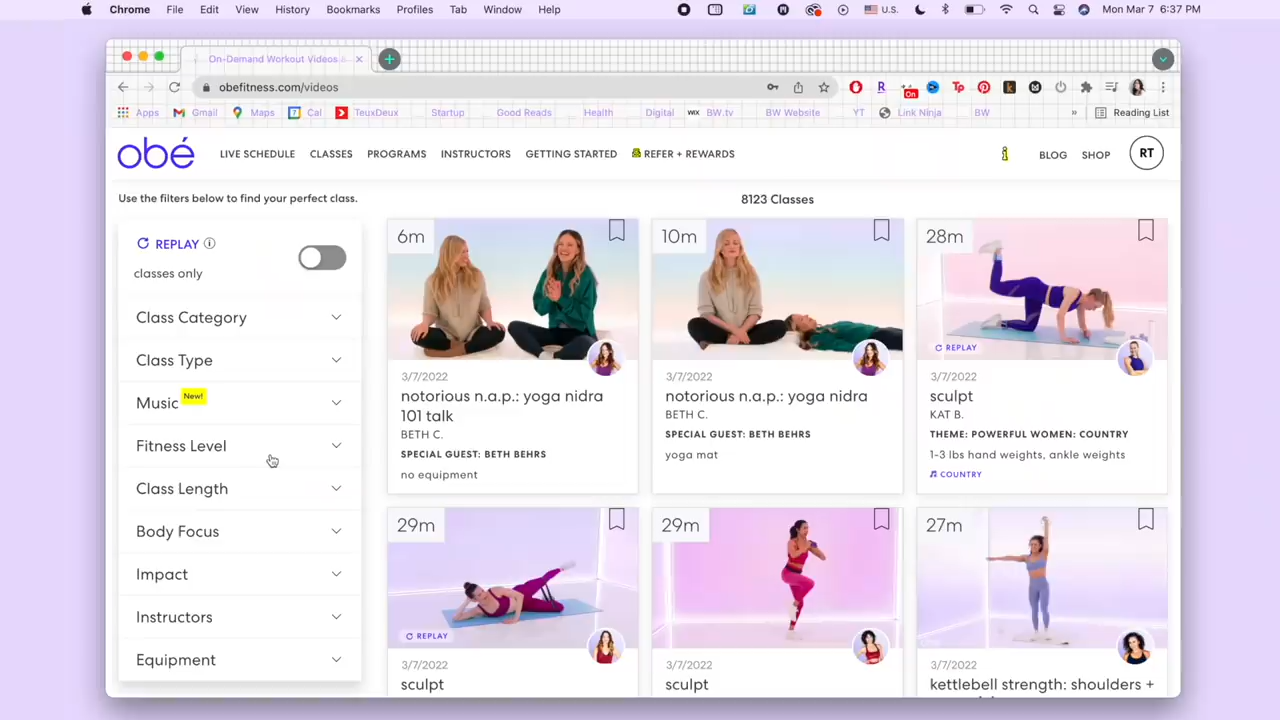 Chrome File Edit View History Bookmarks Profiles Tab Window Help U.S. Mon Mar 7 6:37 PM
On-Demand Workout Videos
obefitness.com/videos
On
Apps Gmail Maps Cal TeuxDeux Startup Good Reads Health Digital WIX BW.tv BW Website YT Link Ninja BW » Reading List
obé LIVE SCHEDULE CLASSES PROGRAMS INSTRUCTORS GETTING STARTED REFER + REWARDS BLOG SHOP RT
Use the filters below to find your perfect class.
8123 Classes
REPLAY
classes only
Class Category
Class Type
Music New!
Fitness Level
Class Length
Body Focus
Impact
Instructors
Equipment
6m
3/7/2022
notorious n.a.p.: yoga nidra
101 talk
BETH C.
SPECIAL GUEST: BETH BEHRS
no equipment
10m
3/7/2022
notorious n.a.p.: yoga nidra
BETH C.
SPECIAL GUEST: BETH BEHRS
yoga mat
28m
REPLAY
3/7/2022
sculpt
KAT B.
THEME: POWERFUL WOMEN: COUNTRY
1-3 lbs hand weights, ankle weights
COUNTRY
29m
REPLAY
3/7/2022
sculpt
29m
3/7/2022
sculpt
27m
3/7/2022
kettlebell strength: shoulders +